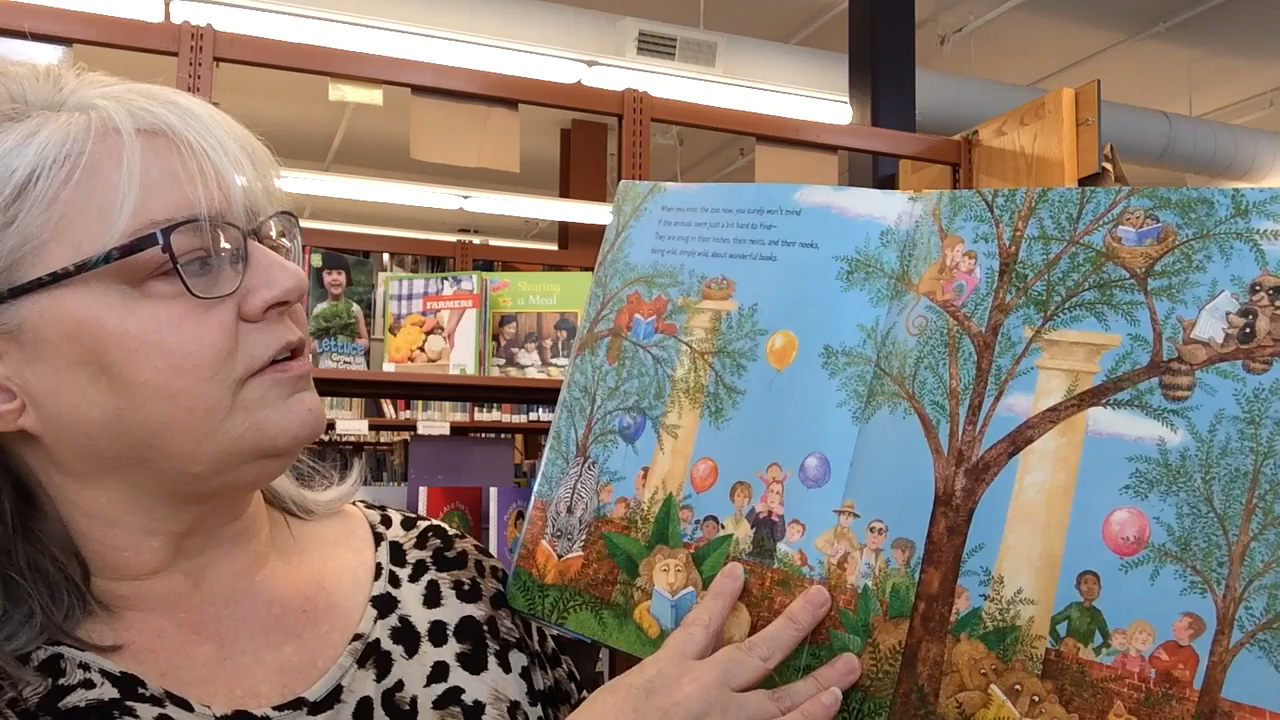 When you enter the zoo now, you surely won't mind
if the animals seem just a bit hard to find—
They are snug in their niches, their nests, and their nooks,
being wild, simply wild, about wonderful books.
FARMERS
Sharing
a Meal
Lettuce
Grows on
the Ground